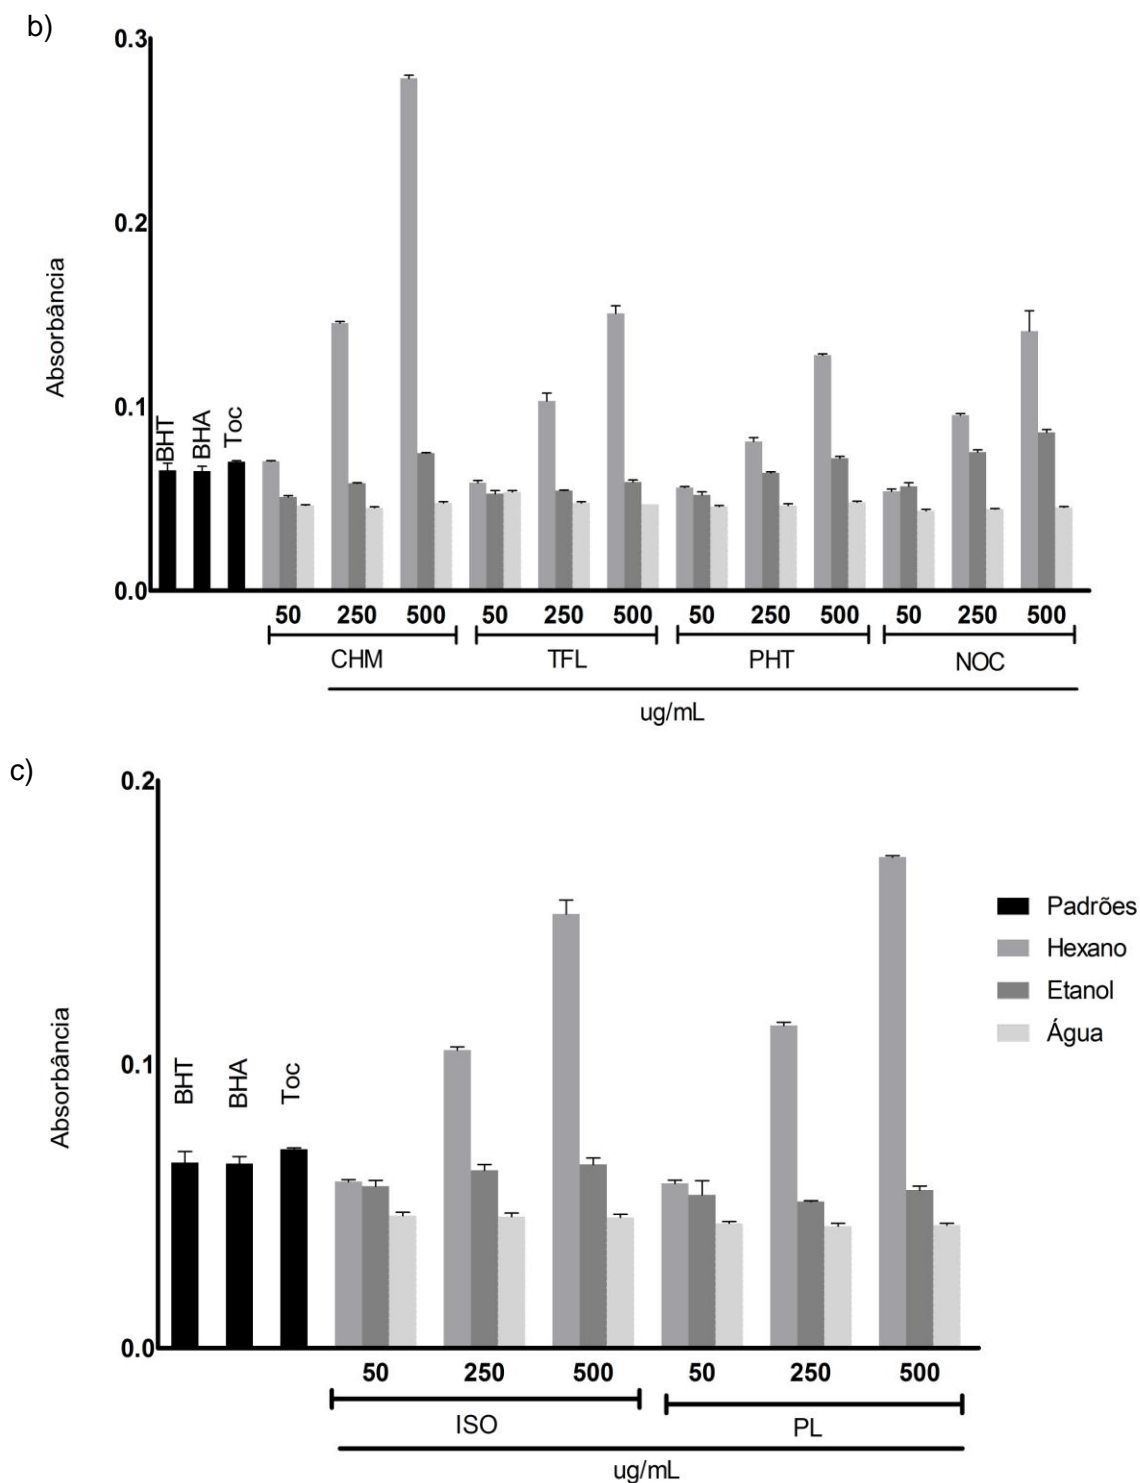 b)
0.3
0.2
0.1
0.0
Absorbância
BHT
BHA
Toc
50 250 500 50 250 500 50 250 500 50 250 500
CHM TFL PHT NOC
ug/mL
c)
0.2
0.1
0.0
Absorbância
BHT
BHA
Toc
Padrões
Hexano
Etanol
Água
50 250 500 50 250 500
ISO PL
ug/mL